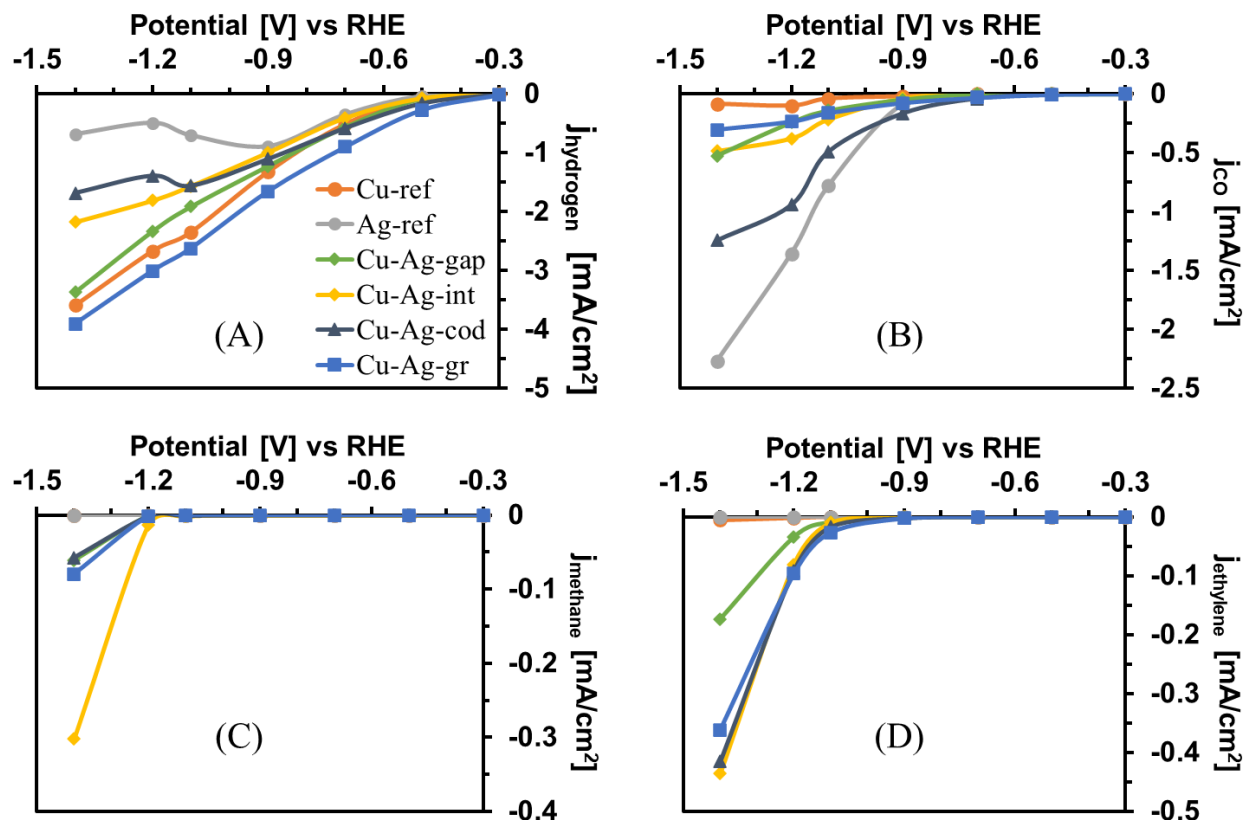 Potential [V] vs RHE
-1.5 -1.2 -0.9 -0.6 -0.3
0
-1
-2
-3
-4
-5
jhydrogen [mA/cm²]
Cu-ref
Ag-ref
Cu-Ag-gap
Cu-Ag-int
Cu-Ag-cod
Cu-Ag-gr
(A)
Potential [V] vs RHE
-1.5 -1.2 -0.9 -0.6 -0.3
0
-0.5
-1
-1.5
-2
-2.5
jCO [mA/cm²]
(B)
Potential [V] vs RHE
-1.5 -1.2 -0.9 -0.6 -0.3
0
-0.1
-0.2
-0.3
-0.4
jmethane [mA/cm²]
(C)
Potential [V] vs RHE
-1.5 -1.2 -0.9 -0.6 -0.3
0
-0.1
-0.2
-0.3
-0.4
-0.5
jethylene [mA/cm²]
(D)